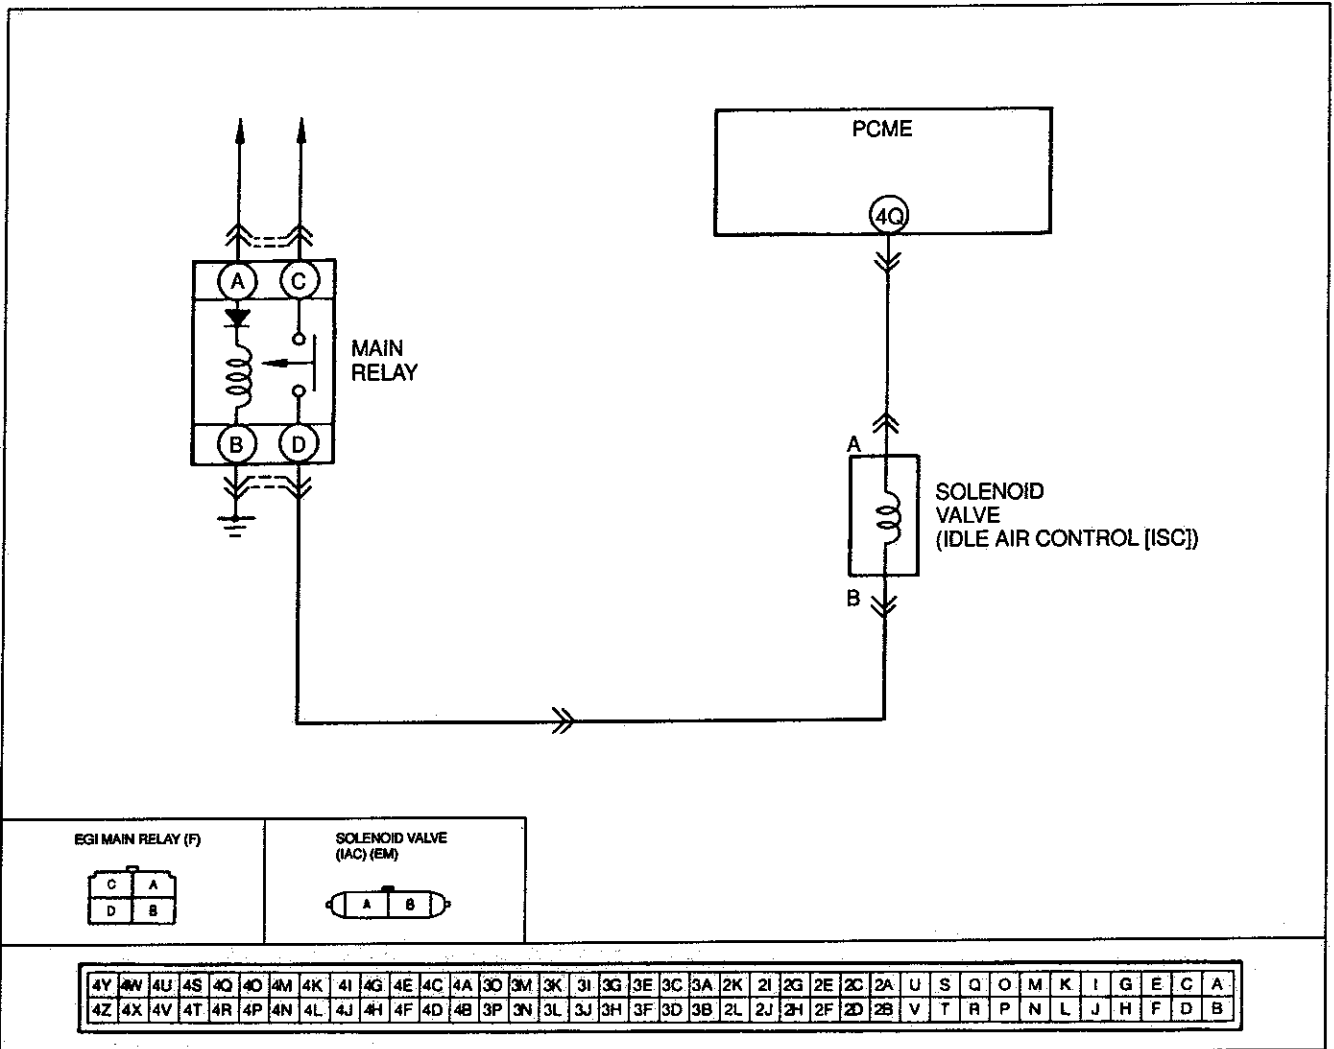 PCME
4Q
A C
MAIN
RELAY
B D
A
SOLENOID
VALVE
(IDLE AIR CONTROL [ISC])
B
EGI MAIN RELAY (F)
C A
D B
SOLENOID VALVE
(IAC) (EM)
A B
4Y 4W 4U 4S 4Q 4O 4M 4K 4I 4G 4E 4C 4A 3O 3M 3K 3I 3G 3E 3C 3A 2K 2I 2G 2E 2C 2A U S Q O M K I G E C A
4Z 4X 4V 4T 4R 4P 4N 4L 4J 4H 4F 4D 4B 3P 3N 3L 3J 3H 3F 3D 3B 2L 2J 2H 2F 2D 2B V T R P N L J H F D B